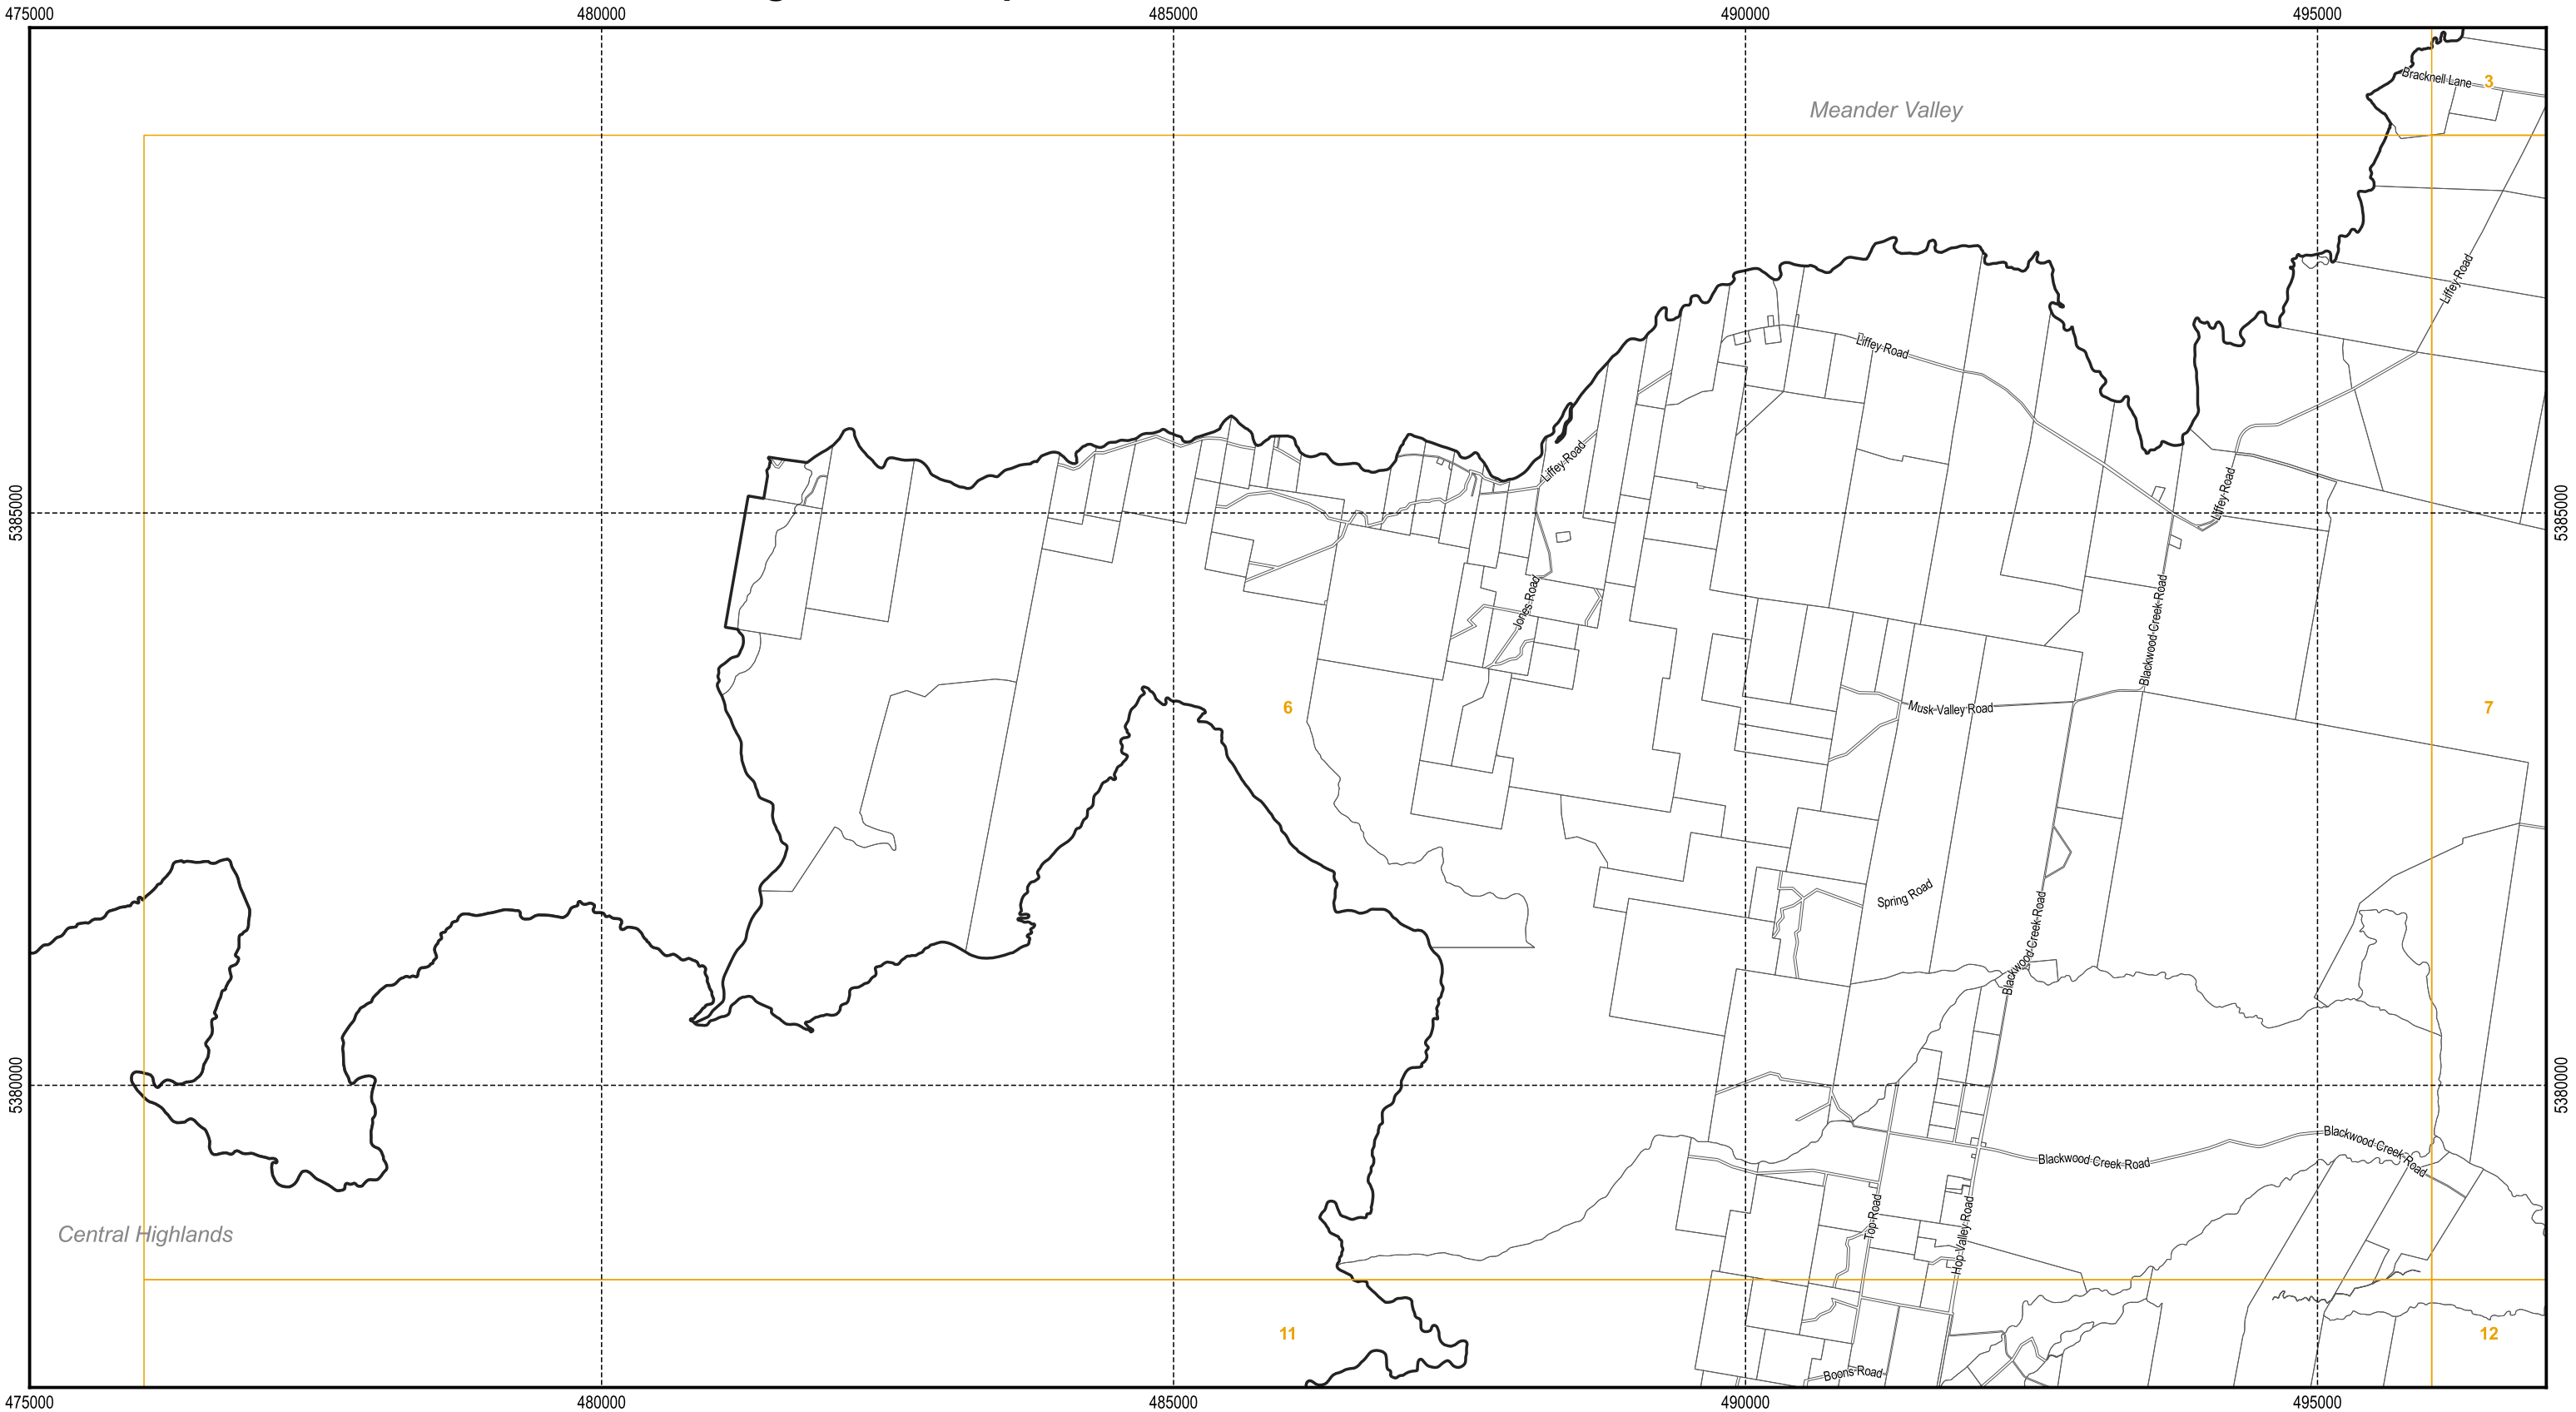 475000
480000
485000
490000
495000
Bracknell Lane
3
Meander Valley
Liffey Road
Liffey Road
Liffey Road
Liffey Road
5385000
5385000
Jones Road
Blackwood Creek Road
6
Musk Valley Road
7
Spring Road
Blackwood Creek Road
5380000
5380000
Blackwood Creek Road
Blackwood Creek Road
Top Road
Hop Valley Road
Central Highlands
11
12
Boons Road
475000
480000
485000
490000
495000